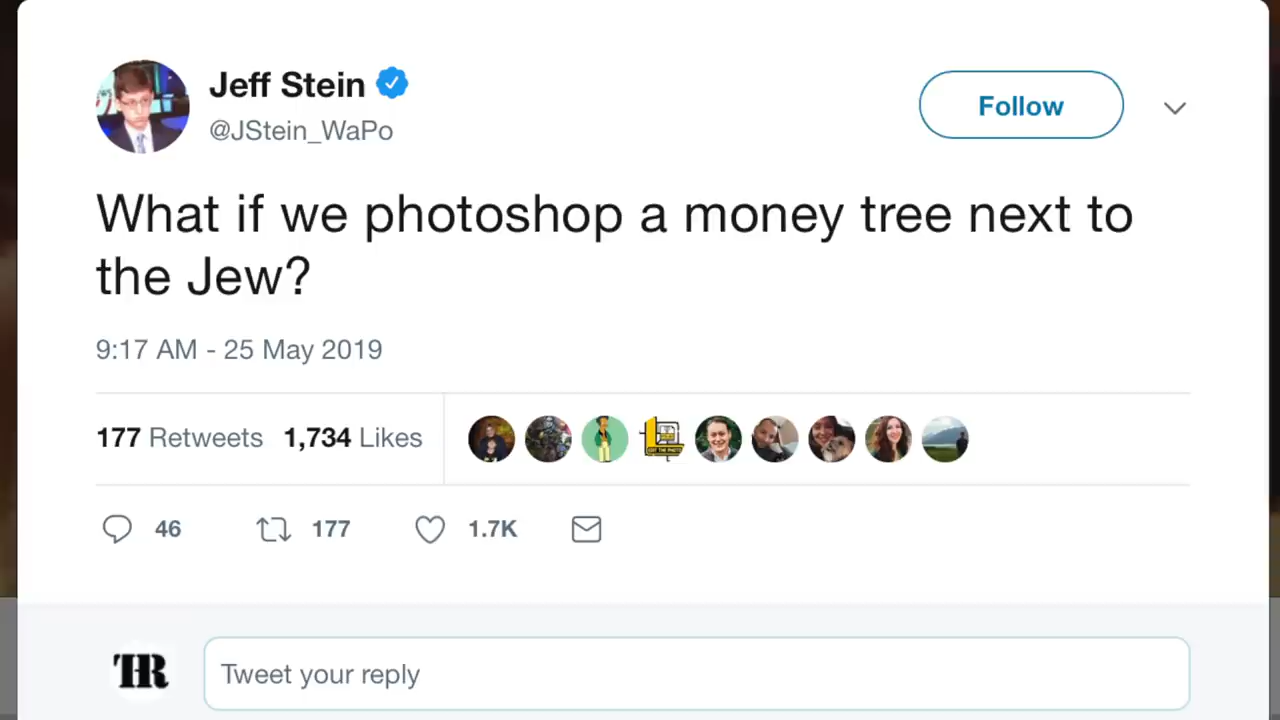 Jeff Stein
@JStein_WaPo
Follow
What if we photoshop a money tree next to
the Jew?
9:17 AM - 25 May 2019
177 Retweets 1,734 Likes
46 177 1.7K
THR
Tweet your reply